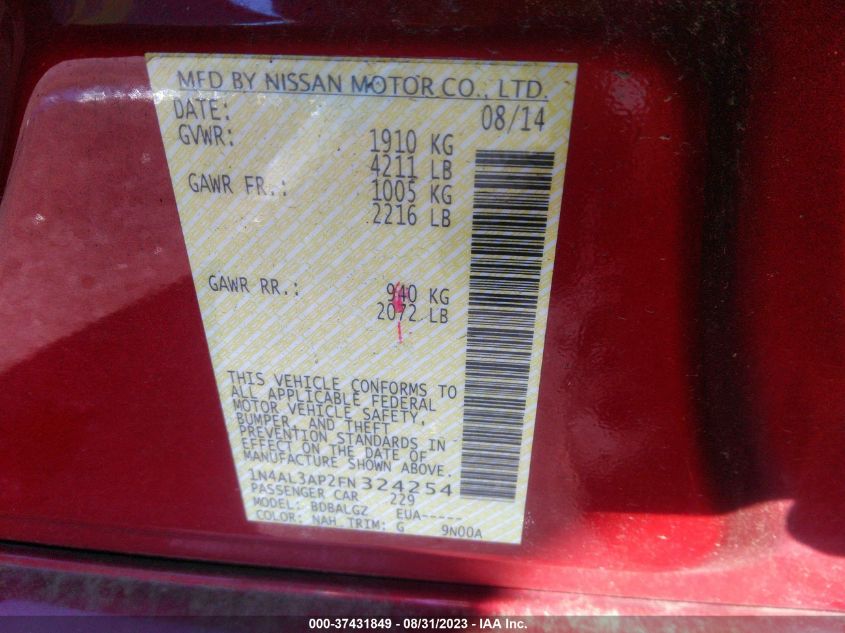 MFD BY NISSAN MOTOR CO., LTD.
DATE: 08/14
GVWR: 1910 KG
4211 LB
GAWR FR.: 1005 KG
2216 LB
GAWR RR.: 940 KG
2072 LB
THIS VEHICLE CONFORMS TO
ALL APPLICABLE FEDERAL
MOTOR VEHICLE SAFETY,
BUMPER, AND THEFT
PREVENTION STANDARDS IN
EFFECT ON THE DATE OF
MANUFACTURE SHOWN ABOVE.
1N4AL3AP2FN324254
PASSENGER CAR 229
MODEL: BDBALGZ EUA-----
COLOR: NAH TRIM: G 9N00A
000-37431849 - 08/31/2023 - IAA Inc.